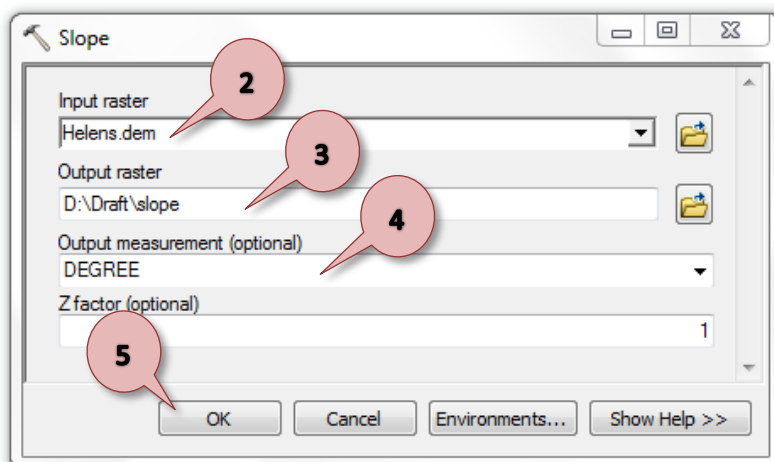 Slope
2
Input raster
Helens.dem
3
Output raster
D:\Draft\slope
4
Output measurement (optional)
DEGREE
Z factor (optional)
1
5
OK Cancel Environments... Show Help >>